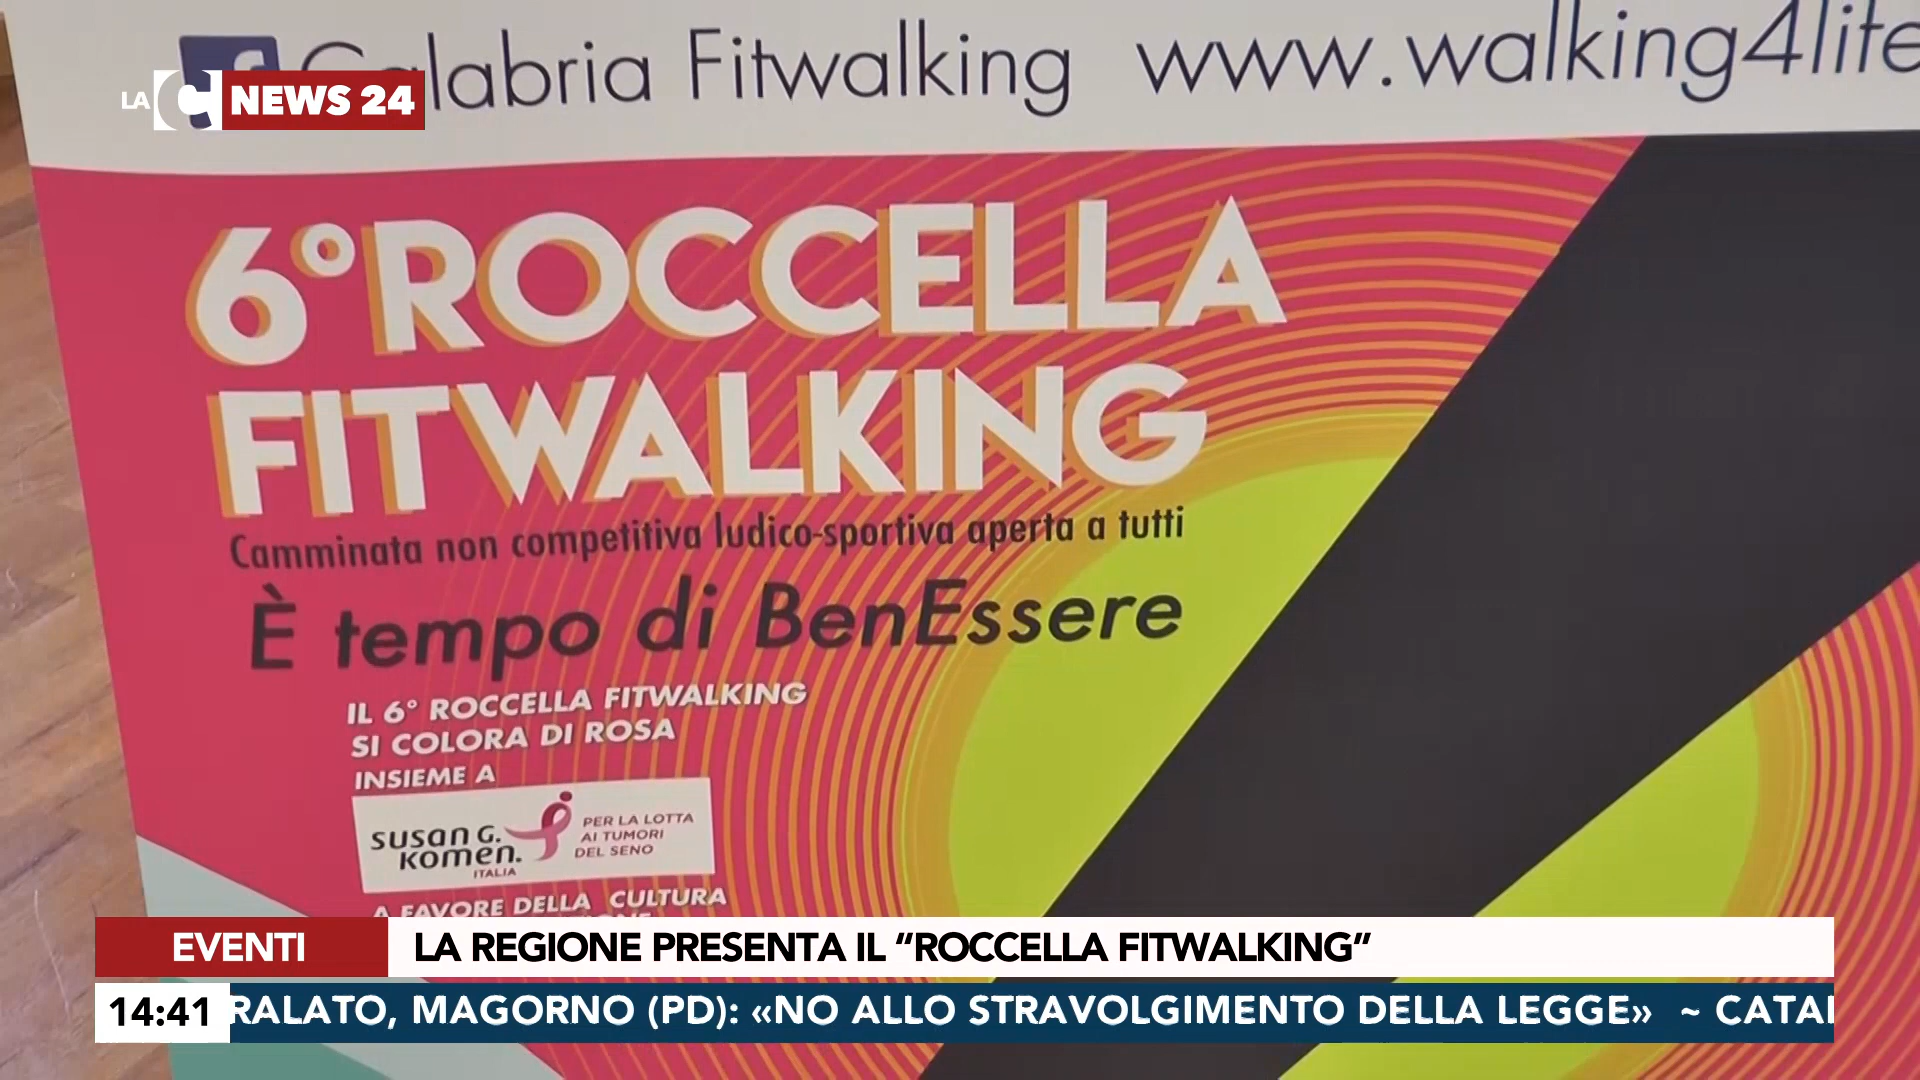 Calabria Fitwalking www.walking4life
LA C NEWS 24
6° ROCCELLA
FITWALKING
Camminata non competitiva ludico-sportiva aperta a tutti
È tempo di BenEssere
IL 6° ROCCELLA FITWALKING
SI COLORA DI ROSA
INSIEME A
susan G.
komen.
ITALIA
PER LA LOTTA
AI TUMORI
DEL SENO
A FAVORE DELLA CULTURA
EVENTI LA REGIONE PRESENTA IL “ROCCELLA FITWALKING”
14:41 RALATO, MAGORNO (PD): «NO ALLO STRAVOLGIMENTO DELLA LEGGE» ~ CATA